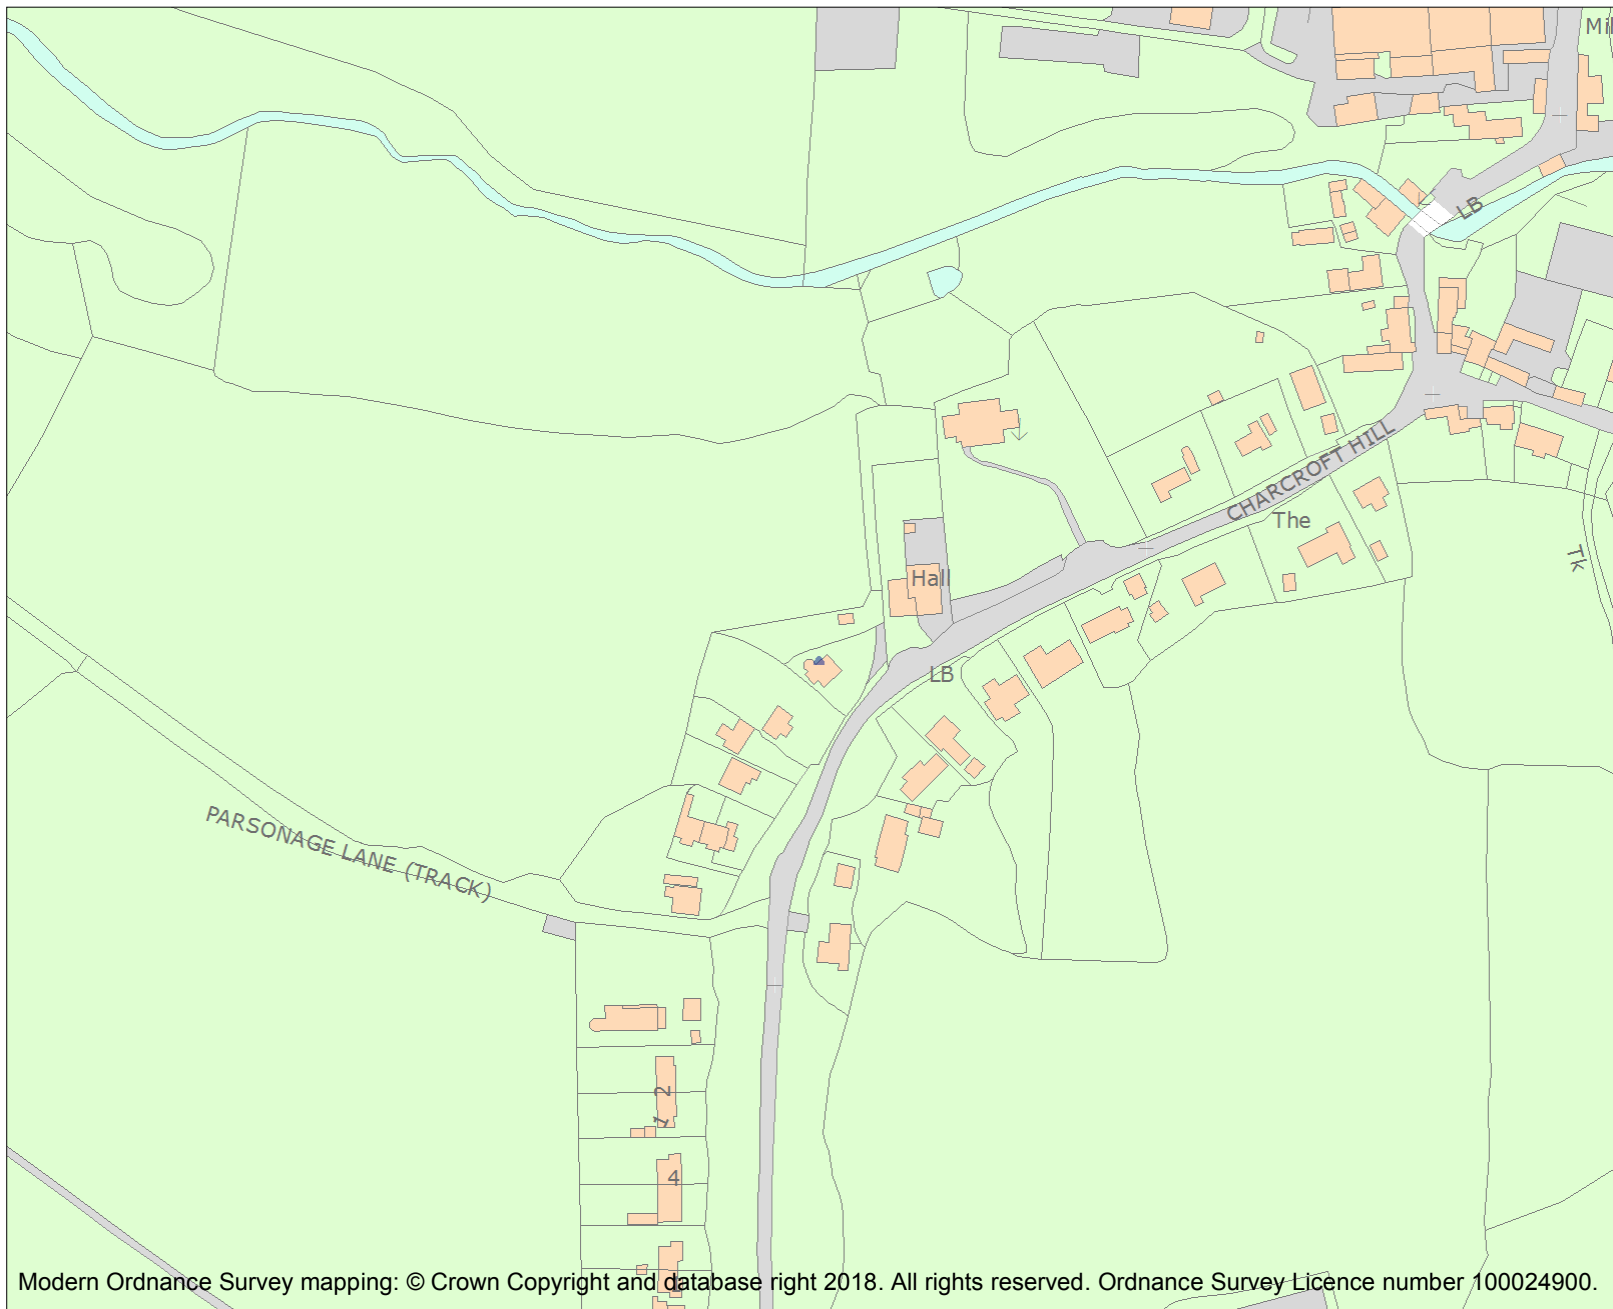 Mil
LB
CHARCROFT HILL
The
Tk
Hall
LB
PARSONAGE LANE (TRACK)
2
1
4
Modern Ordnance Survey mapping: © Crown Copyright and database right 2018. All rights reserved. Ordnance Survey Licence number 100024900.